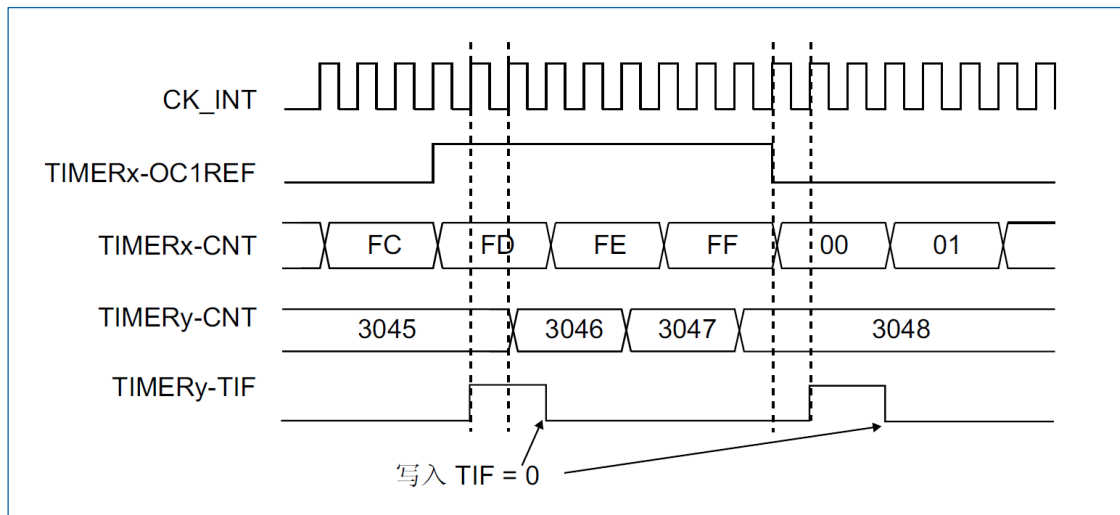 CK_INT
TIMERx-OC1REF
TIMERx-CNT FC FD FE FF 00 01
TIMERy-CNT 3045 3046 3047 3048
TIMERy-TIF
写入 TIF = 0